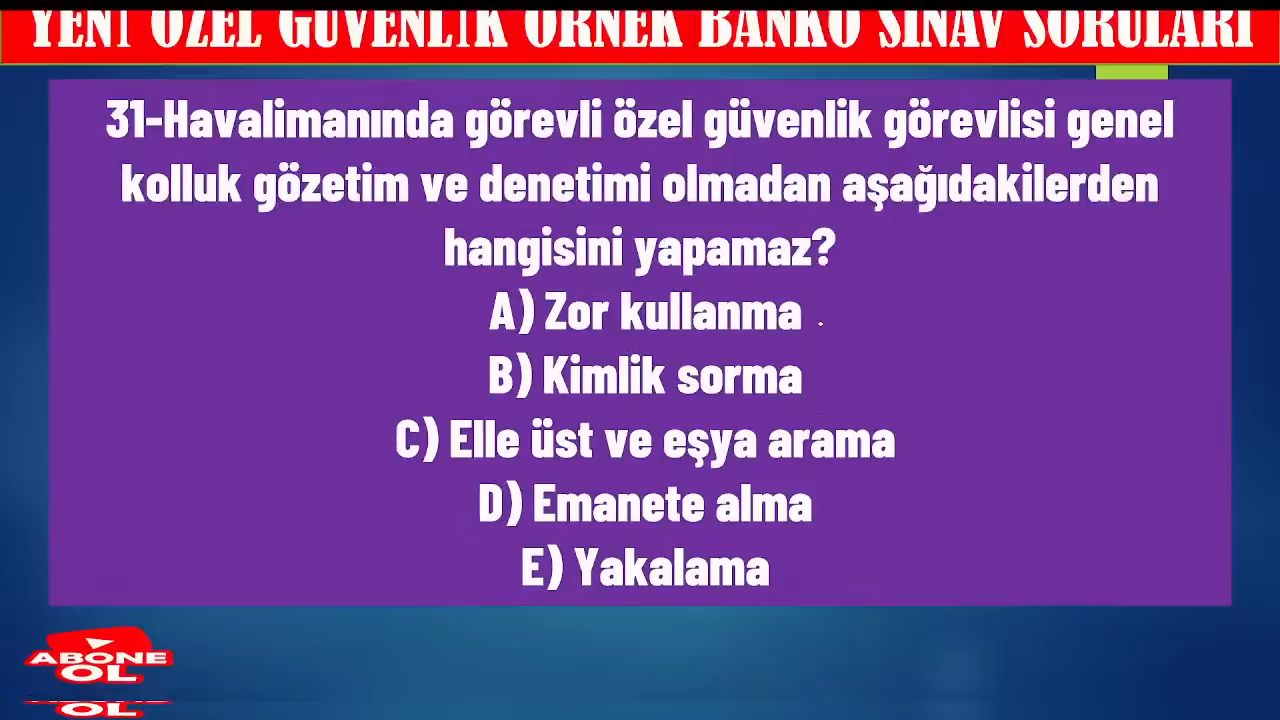 YENİ ÖZEL GÜVENLİK ÖRNEK BANKO SINAV SORULARI
31-Havalimanında görevli özel güvenlik görevlisi genel
kolluk gözetim ve denetimi olmadan aşağıdakilerden
hangisini yapamaz?
A) Zor kullanma
B) Kimlik sorma
C) Elle üst ve eşya arama
D) Emanete alma
E) Yakalama
ABONE
OL
OL